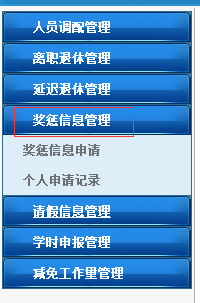 人员调配管理
离职退休管理
延迟退休管理
奖惩信息管理
奖惩信息申请
个人申请记录
请假信息管理
学时申报管理
减免工作量管理